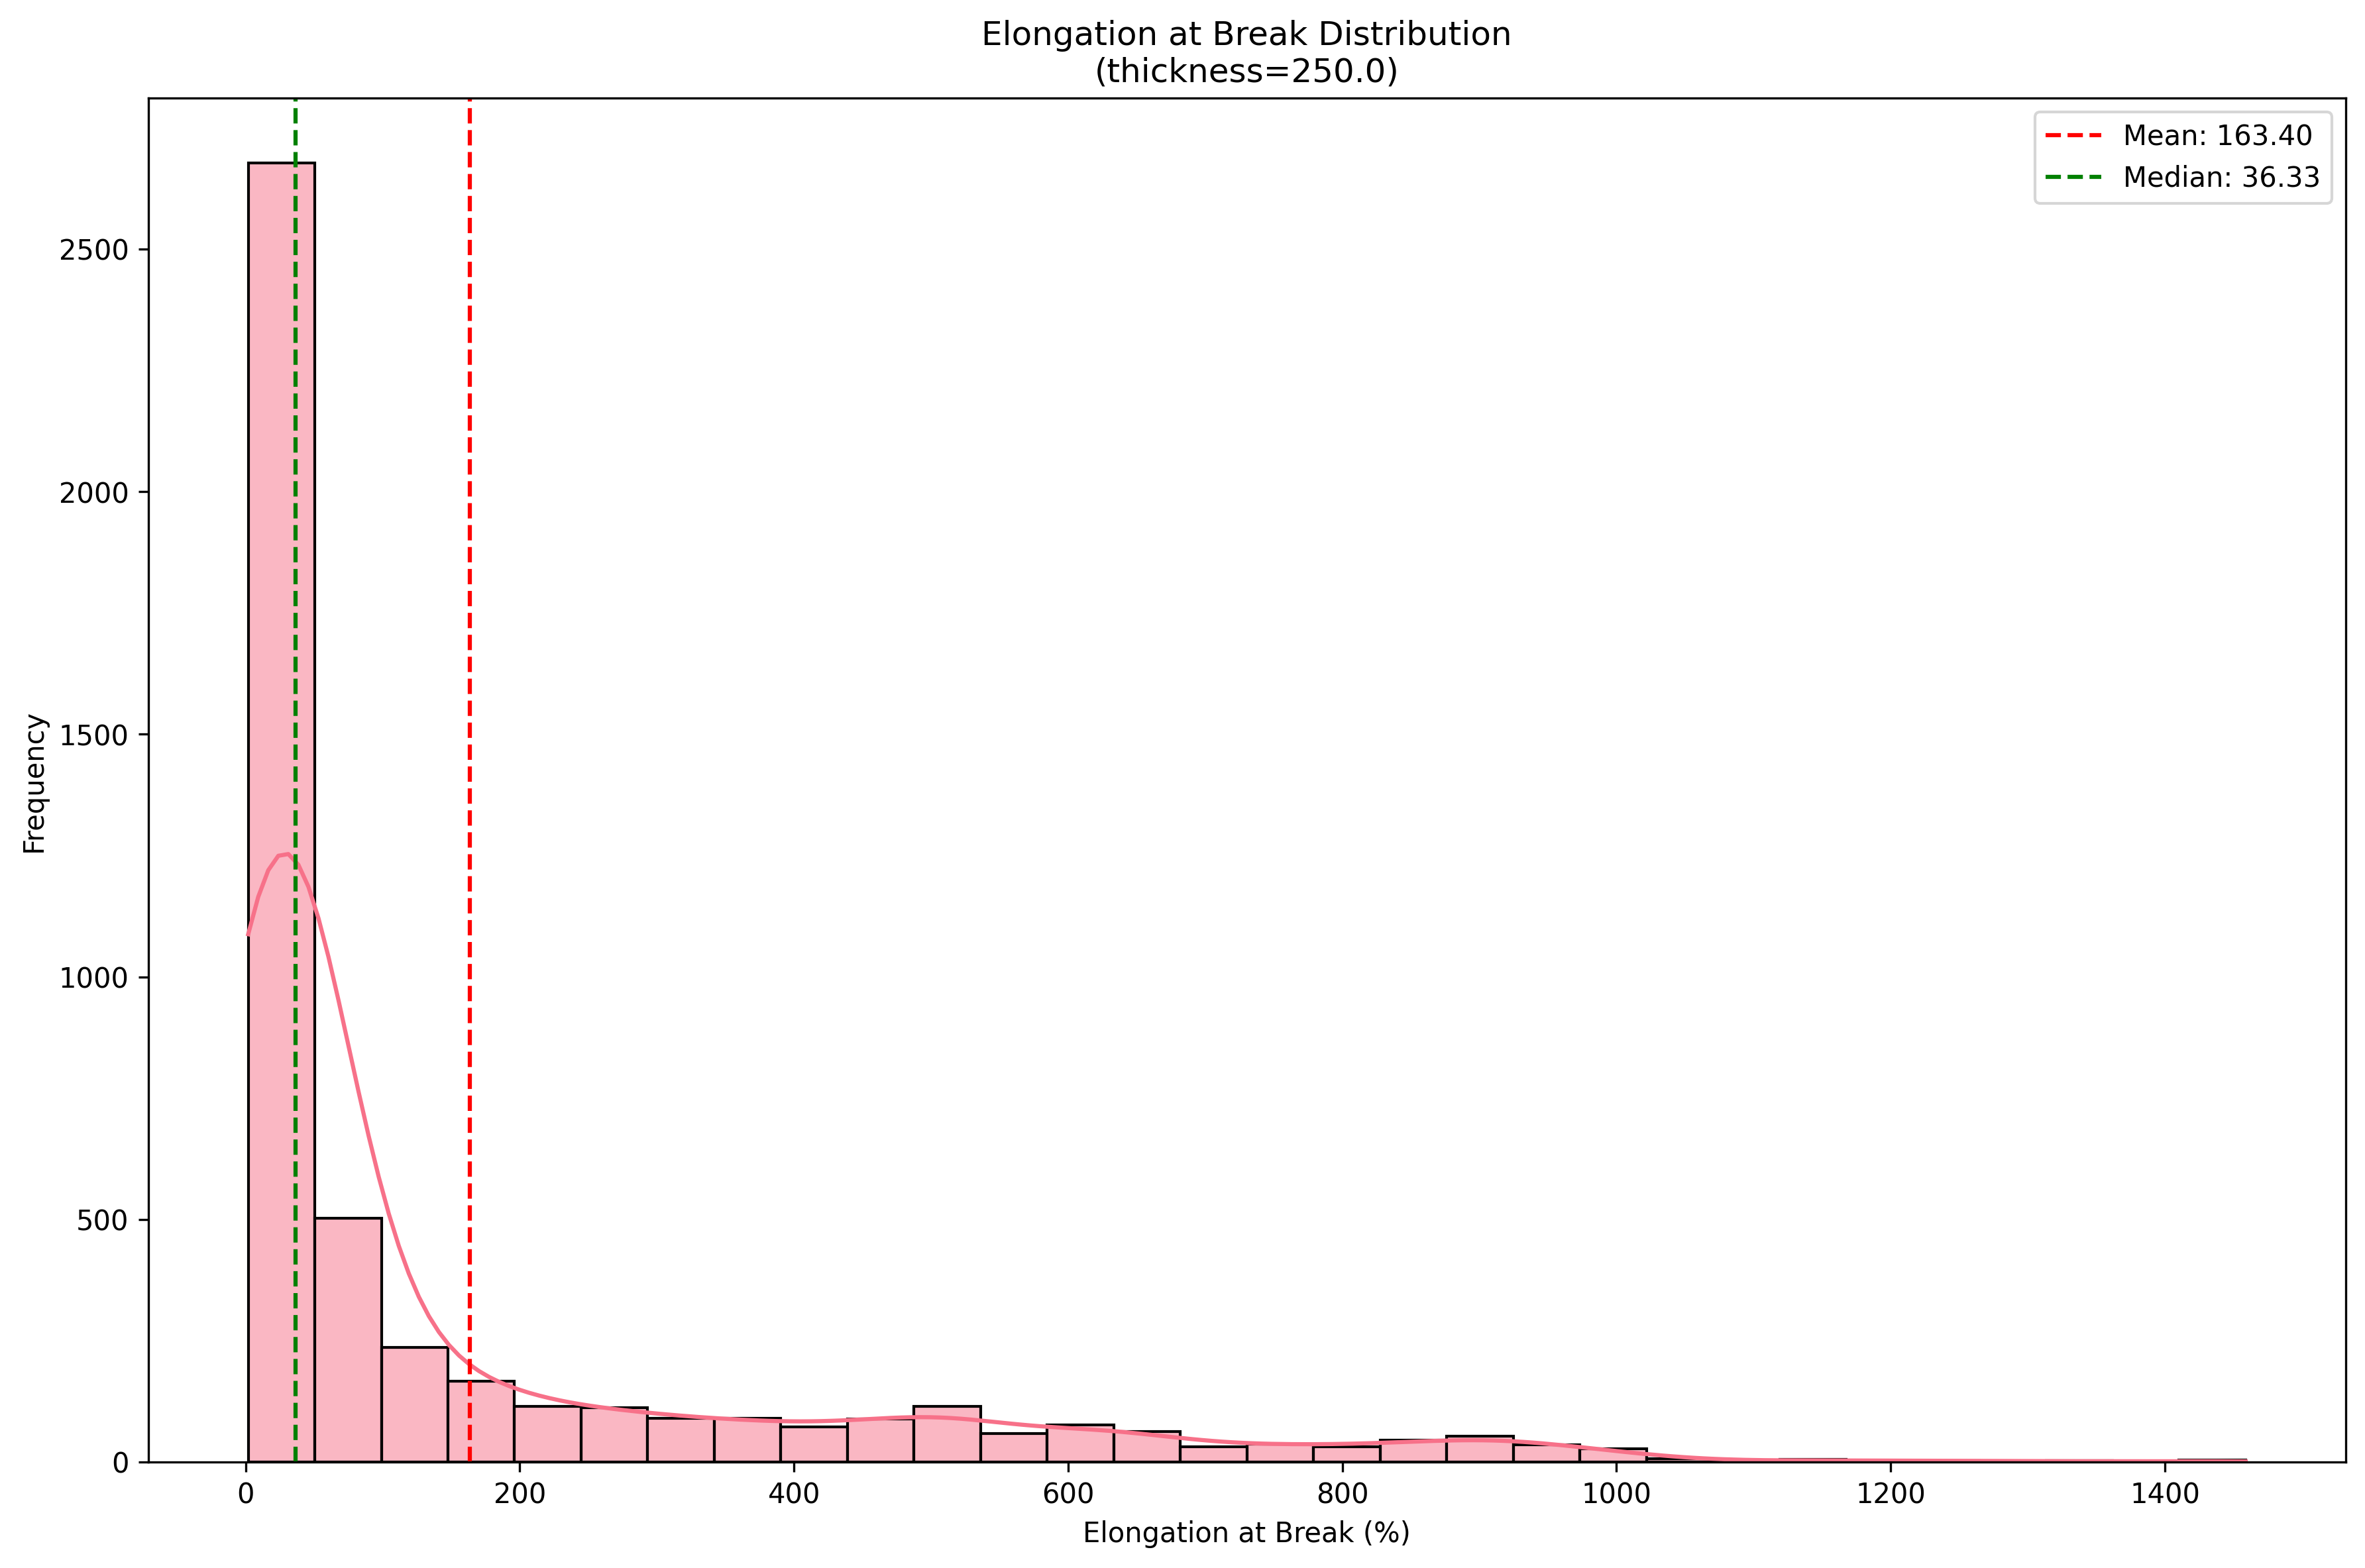 Elongation at Break Distribution
(thickness=250.0)
Mean: 163.40
Median: 36.33
Frequency
2500
2000
1500
1000
500
0
0 200 400 600 800 1000 1200 1400
Elongation at Break (%)